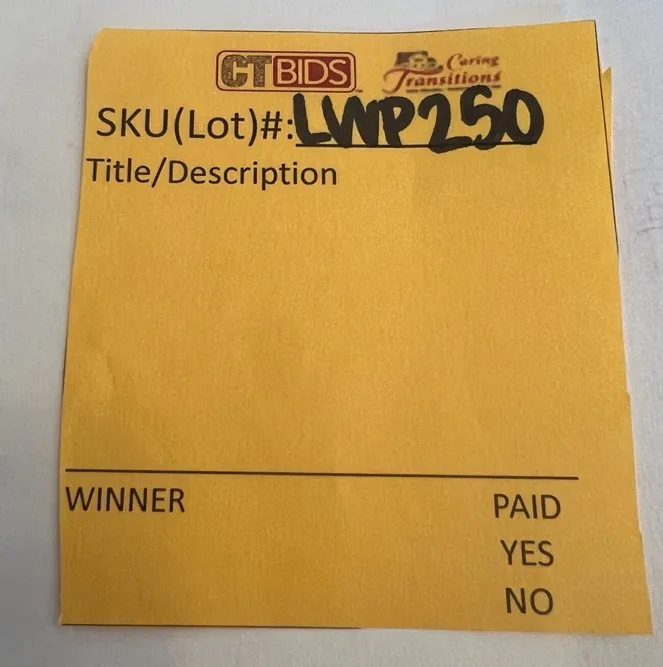 CTBIDS Caring Transitions
SKU(Lot)#: LWP250
Title/Description
WINNER PAID
YES
NO